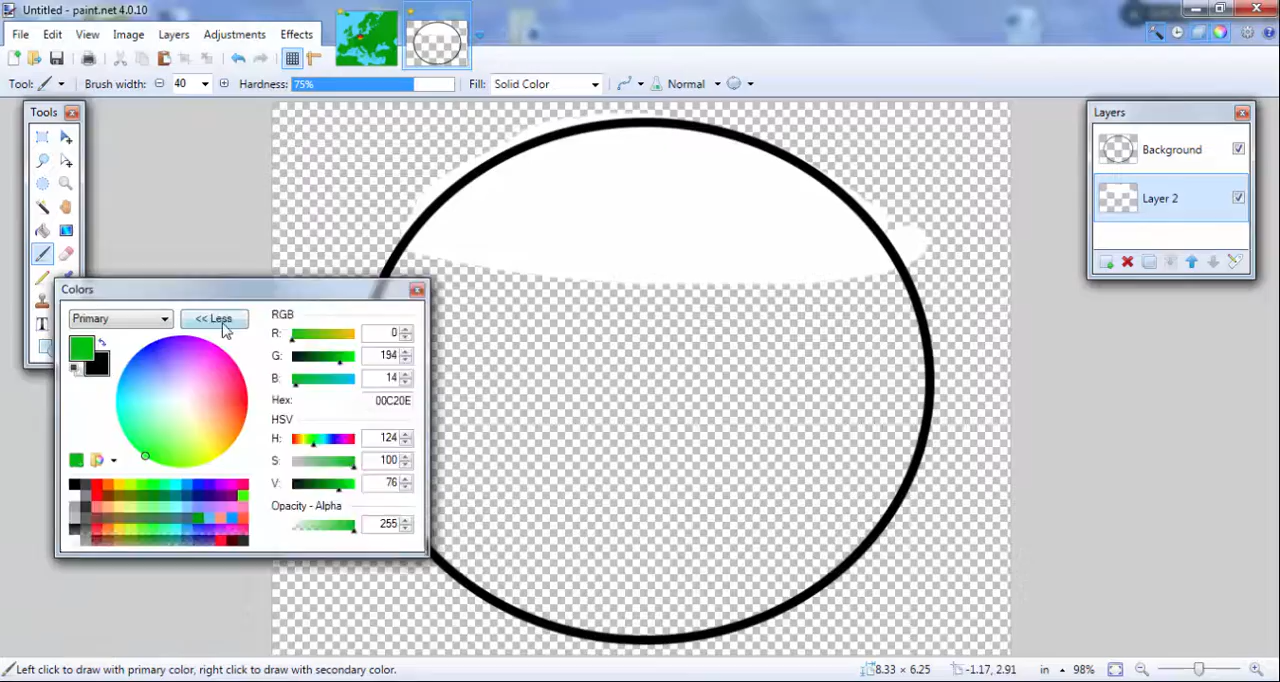 Untitled - paint.net 4.0.10
File Edit View Image Layers Adjustments Effects
Tool: Brush width: 40 Hardness: 75% Fill: Solid Color Normal
Tools
Layers
Background
Layer 2
Colors
Primary << Less
RGB
R: 0
G: 194
B: 14
Hex: 00C20E
HSV
H: 124
S: 100
V: 76
Opacity - Alpha
255
Left click to draw with primary color, right click to draw with secondary color. 8.33 × 6.25 -1.17, 2.91 in 98%